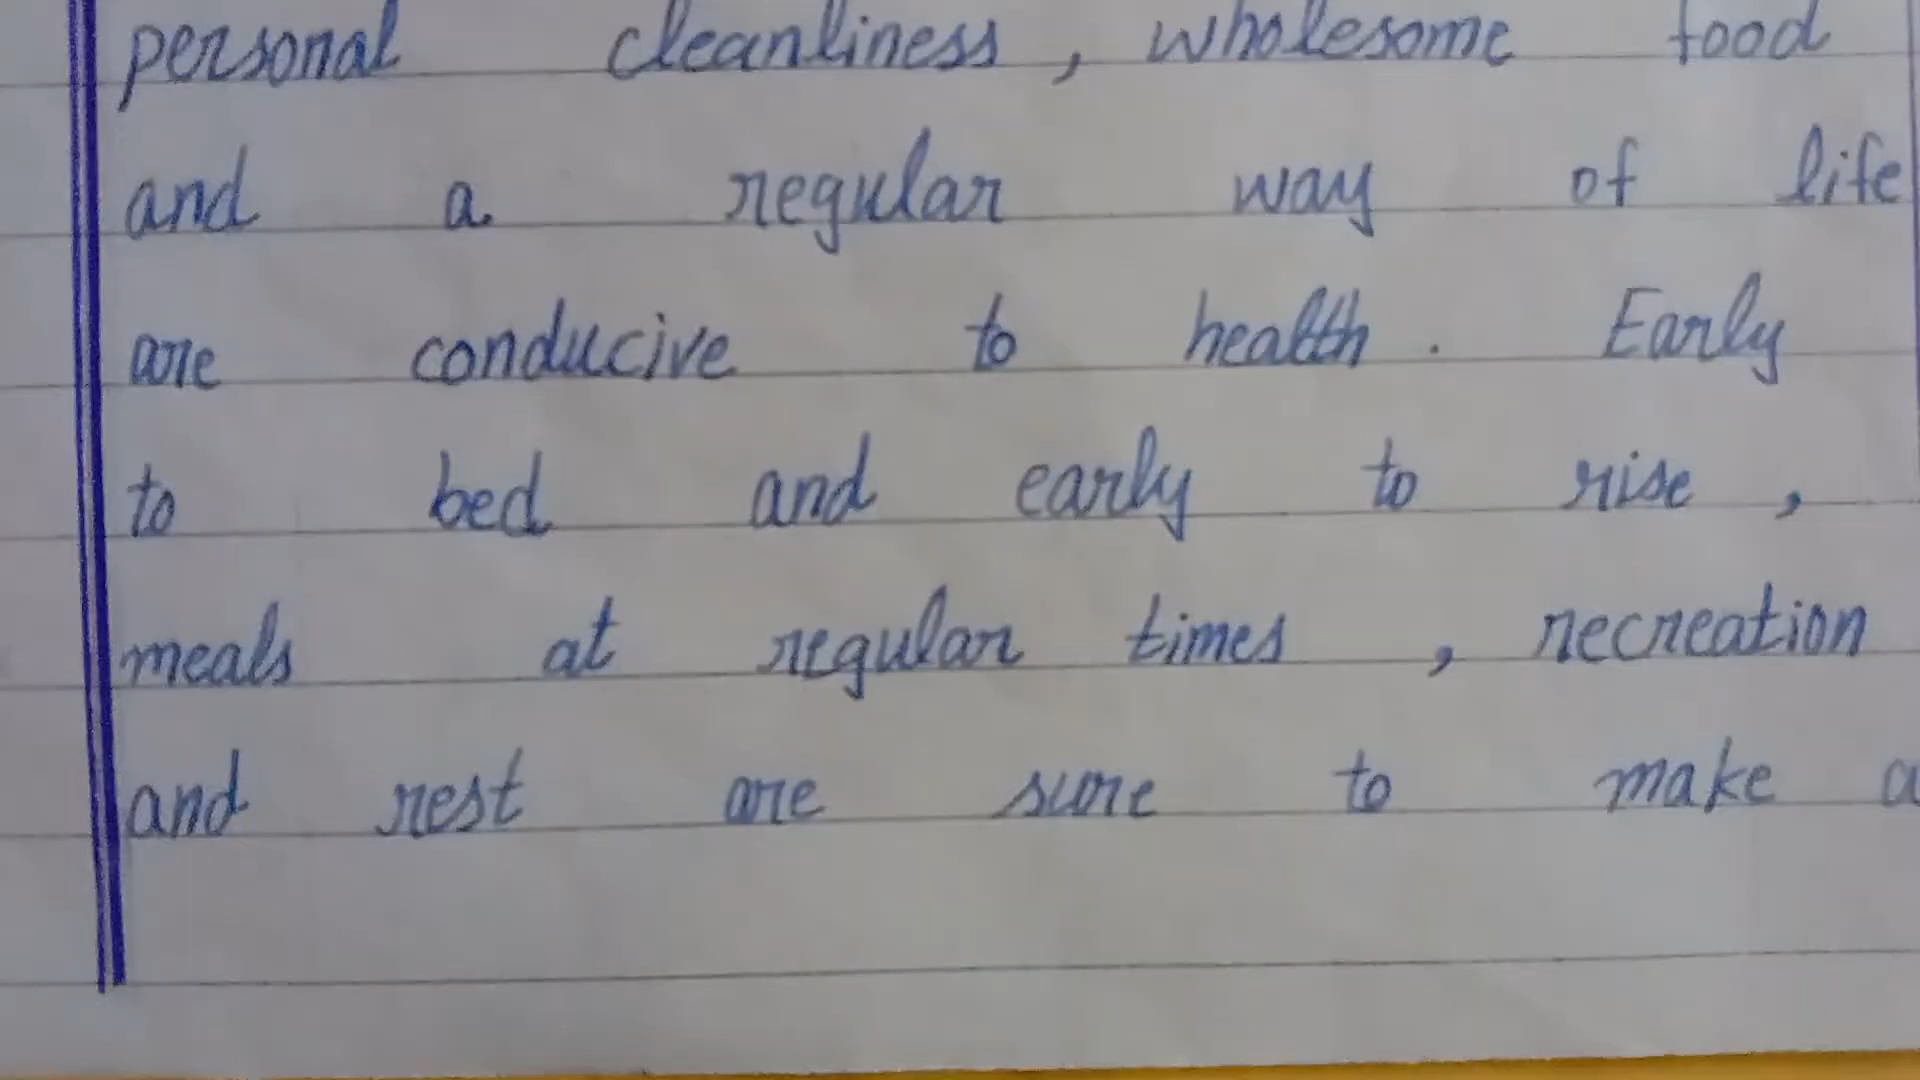 personal cleanliness, wholesome food
and a regular way of life
are conducive to health. Early
to bed and early to rise,
meals at regular times, recreation
and rest are sure to make a